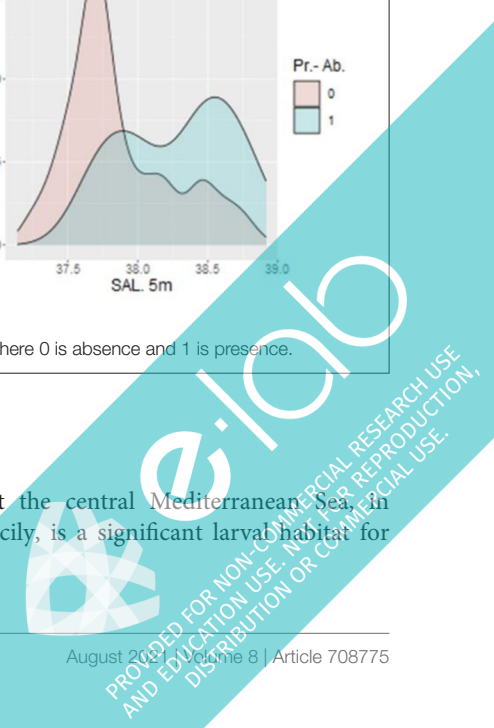 Pr.- Ab.
0
1
37.5 38.0 38.5 39.0
SAL. 5m
here 0 is absence and 1 is presence.
t the central Mediterranean Sea, in
cily, is a significant larval habitat for
August 2021 | Volume 8 | Article 708775
e·lab
PROVIDED FOR NON-COMMERCIAL RESEARCH USE
AND EDUCATION USE. NOT FOR REPRODUCTION,
DISTRIBUTION OR COMMERCIAL USE.